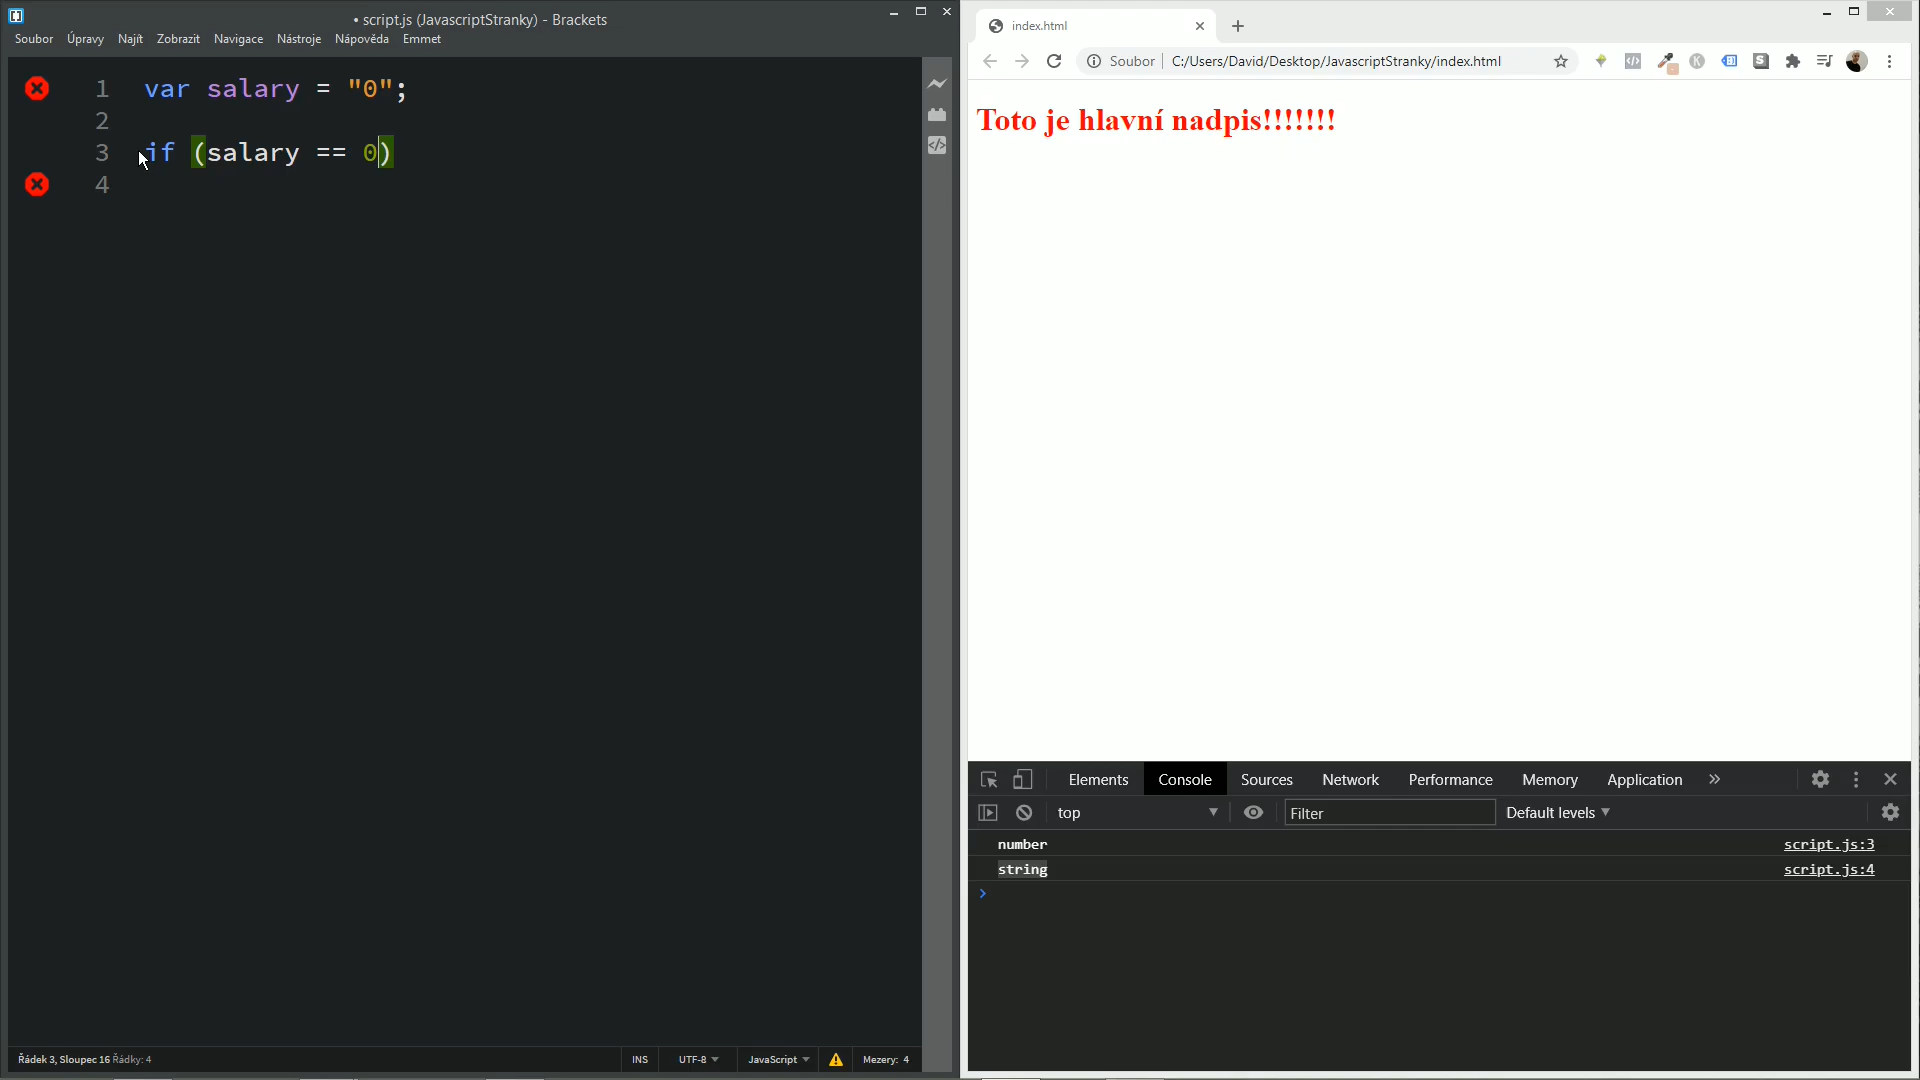 • script.js (JavascriptStranky) - Brackets
Soubor Úpravy Najít Zobrazit Navigace Nástroje Nápověda Emmet
1 var salary = "0";
2
3 if (salary == 0)
4
Řádek 3, Sloupec 16 Řádky: 4
INS UTF-8 JavaScript Mezery: 4
index.html
Soubor C:/Users/David/Desktop/JavascriptStranky/index.html
Toto je hlavní nadpis!!!!!!!
Elements Console Sources Network Performance Memory Application »
top Filter Default levels
number script.js:3
string script.js:4